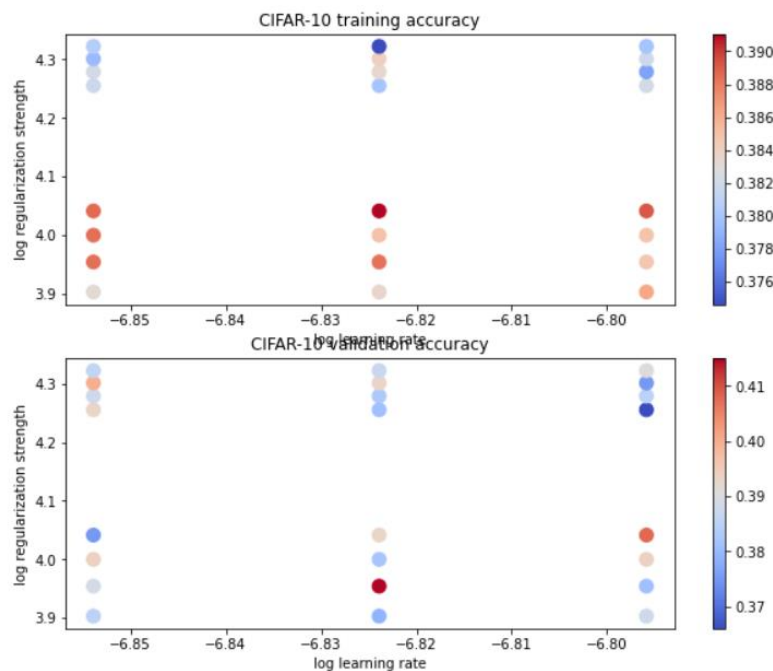 CIFAR-10 training accuracy
log regularization strength
4.3
4.2
4.1
4.0
3.9
−6.85 −6.84 −6.83 −6.82 −6.81 −6.80
log learning rate
0.390
0.388
0.386
0.384
0.382
0.380
0.378
0.376
CIFAR-10 validation accuracy
log regularization strength
4.3
4.2
4.1
4.0
3.9
−6.85 −6.84 −6.83 −6.82 −6.81 −6.80
log learning rate
0.41
0.40
0.39
0.38
0.37